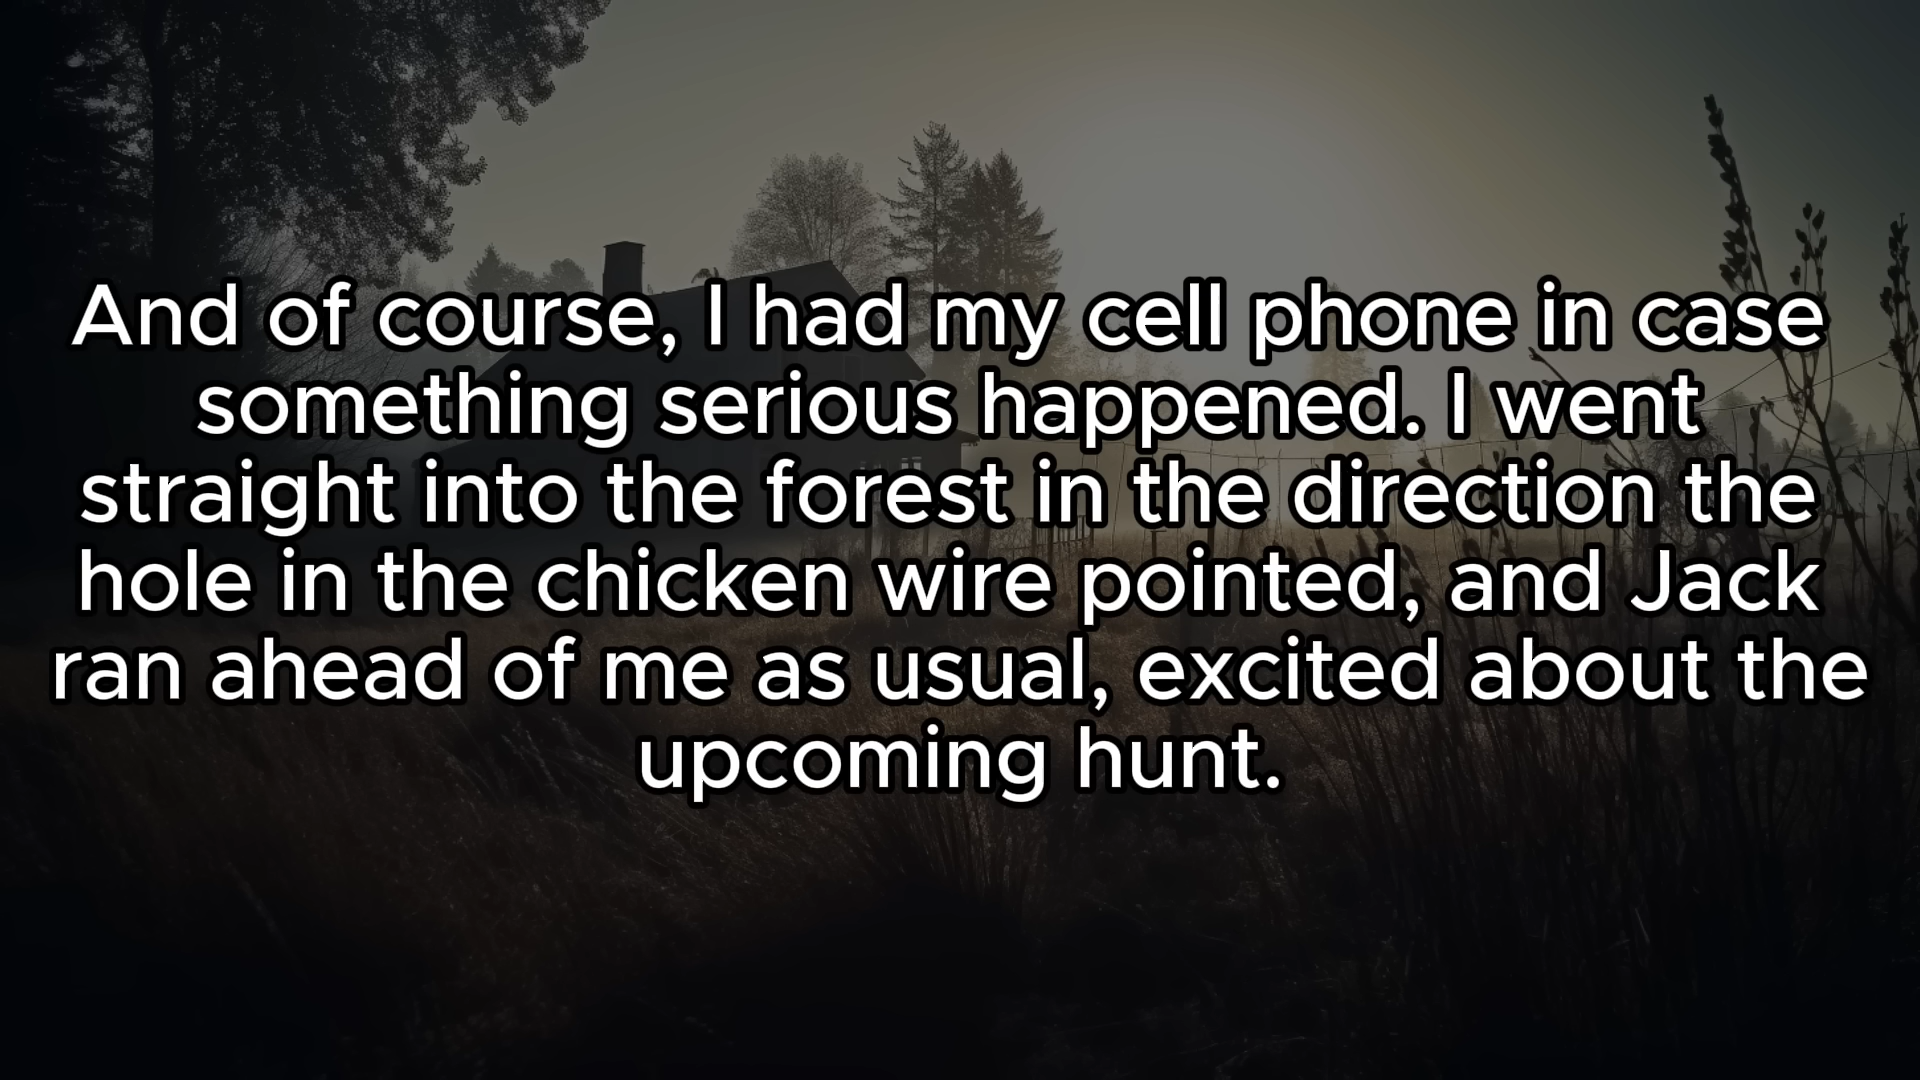 And of course, I had my cell phone in case
something serious happened. I went
straight into the forest in the direction the
hole in the chicken wire pointed, and Jack
ran ahead of me as usual, excited about the
upcoming hunt.